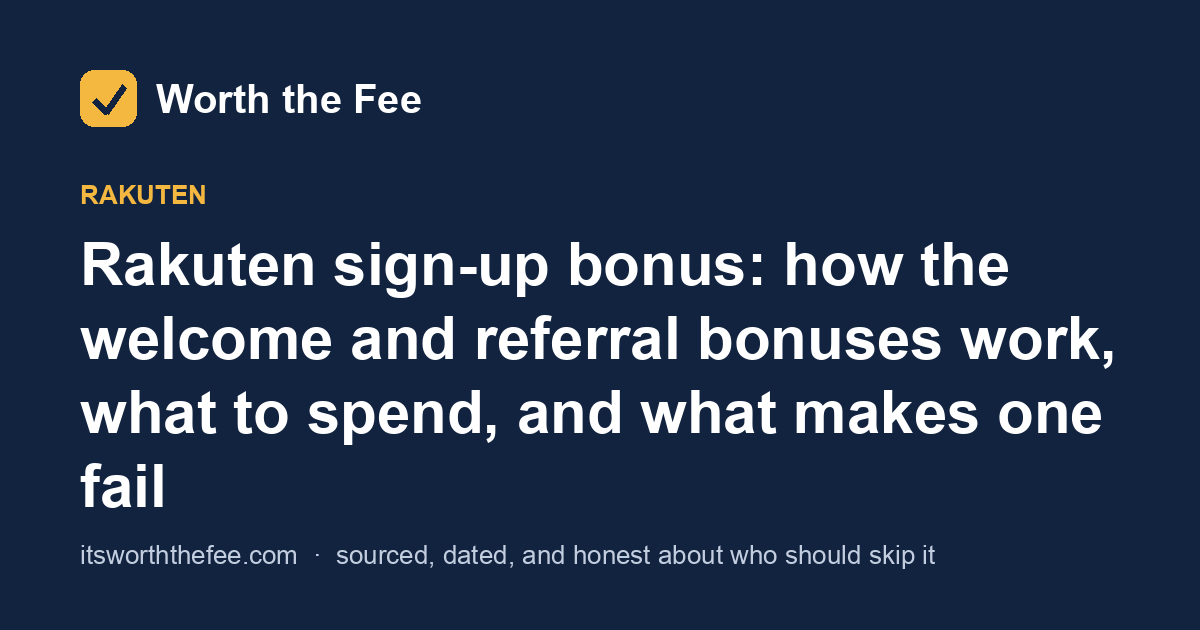 Worth the Fee
RAKUTEN
Rakuten sign-up bonus: how the
welcome and referral bonuses work,
what to spend, and what makes one
fail
itsworththefee.com · sourced, dated, and honest about who should skip it